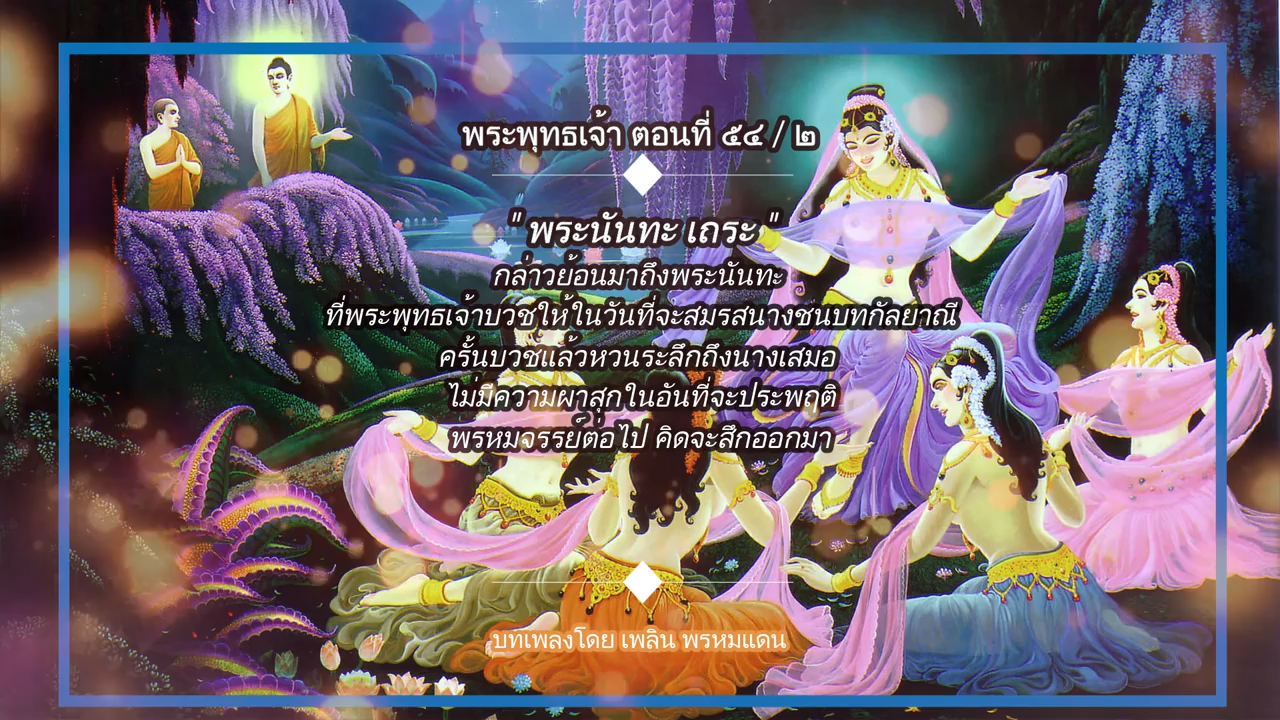 พระพุทธเจ้า ตอนที่ ๕๔ / ๒
" พระนันทะ เถระ "
กล่าวย้อนมาถึงพระนันทะ
ที่พระพุทธเจ้าบวชให้ในวันที่จะสมรสนางชนบทกัลยาณี
ครั้นบวชแล้วหวนระลึกถึงนางเสมอ
ไม่มีความผาสุกในอันที่จะประพฤติ
พรหมจรรย์ต่อไป คิดจะสึกออกมา
บทเพลงโดย เพลิน พรหมแดน